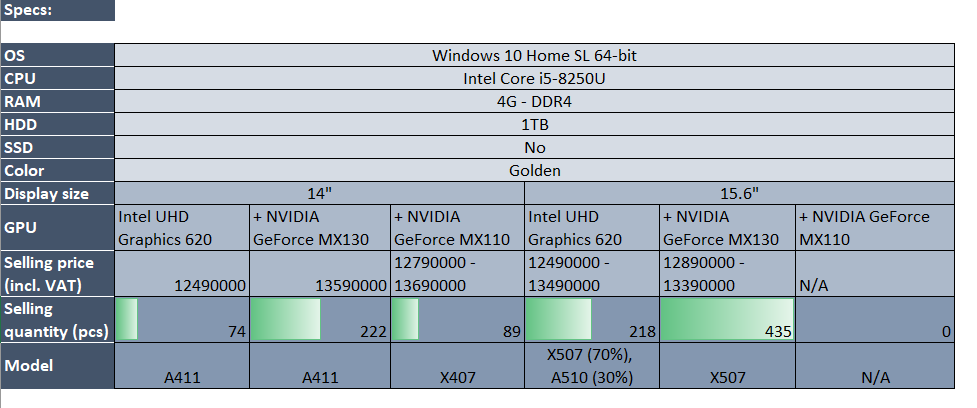 Specs:
OS Windows 10 Home SL 64-bit
CPU Intel Core i5-8250U
RAM 4G - DDR4
HDD 1TB
SSD No
Color Golden
Display size 14" 15.6"
GPU Intel UHD Graphics 620 + NVIDIA GeForce MX130 + NVIDIA GeForce MX110 Intel UHD Graphics 620 + NVIDIA GeForce MX130 + NVIDIA GeForce MX110
Selling price (incl. VAT) 12490000 13590000 12790000 - 13690000 12490000 - 13490000 12890000 - 13390000 N/A
Selling quantity (pcs) 74 222 89 218 435 0
Model A411 A411 X407 X507 (70%), A510 (30%) X507 N/A